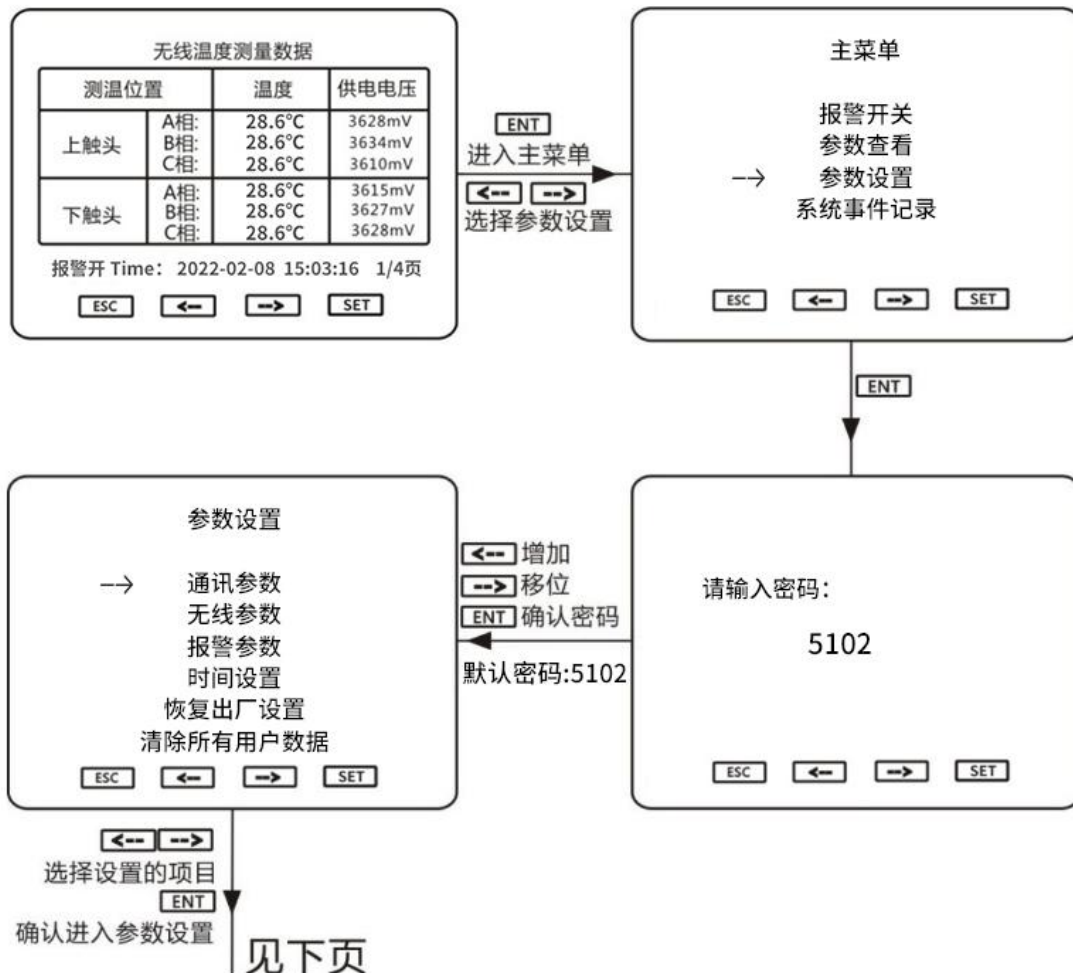 无线温度测量数据
测温位置 温度 供电电压
上触头 A相: 28.6°C 3628mV
B相: 28.6°C 3634mV
C相: 28.6°C 3610mV
下触头 A相: 28.6°C 3615mV
B相: 28.6°C 3627mV
C相: 28.6°C 3628mV
报警开 Time: 2022-02-08 15:03:16 1/4页
ESC <-- --> SET
ENT
进入主菜单
<-- -->
选择参数设置
主菜单
报警开关
参数查看
--> 参数设置
系统事件记录
ESC <-- --> SET
ENT
请输入密码:
5102
ESC <-- --> SET
<-- 增加
--> 移位
ENT 确认密码
默认密码:5102
参数设置
--> 通讯参数
无线参数
报警参数
时间设置
恢复出厂设置
清除所有用户数据
ESC <-- --> SET
<-- -->
选择设置的项目
ENT
确认进入参数设置
见下页